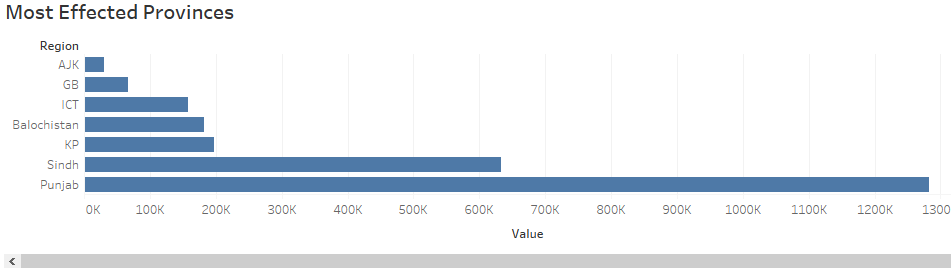 Most Effected Provinces
Region
AJK
GB
ICT
Balochistan
KP
Sindh
Punjab
0K 100K 200K 300K 400K 500K 600K 700K 800K 900K 1000K 1100K 1200K 1300
Value